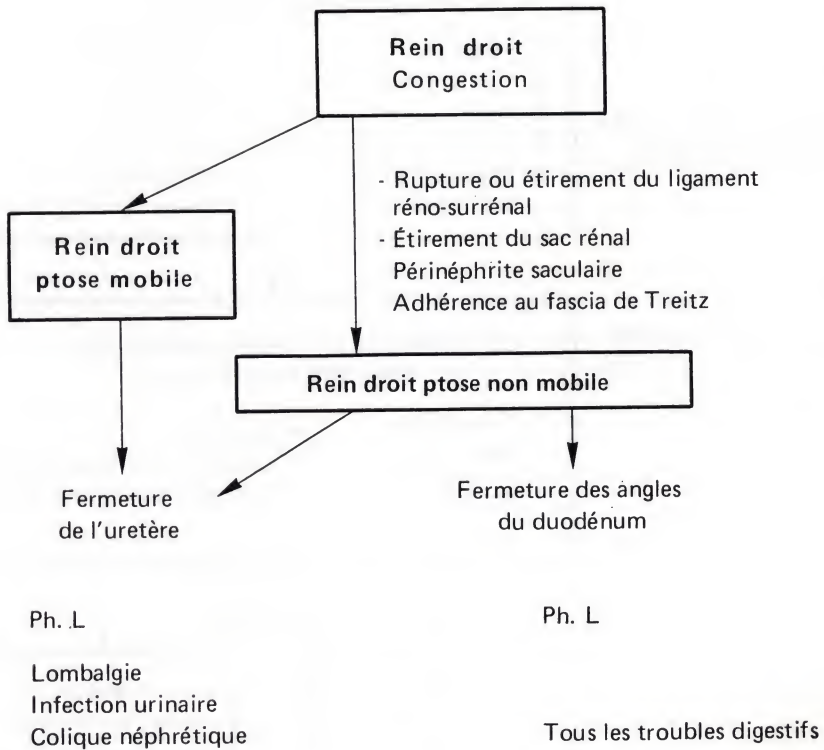 Rein droit
Congestion
- Rupture ou étirement du ligament
réno-surrénal
- Étirement du sac rénal
Périnéphrite saculaire
Adhérence au fascia de Treitz
Rein droit
ptose mobile
Rein droit ptose non mobile
Fermeture
de l'uretère
Fermeture des angles
du duodénum
Ph. L
Lombalgie
Infection urinaire
Colique néphrétique
Ph. L
Tous les troubles digestifs